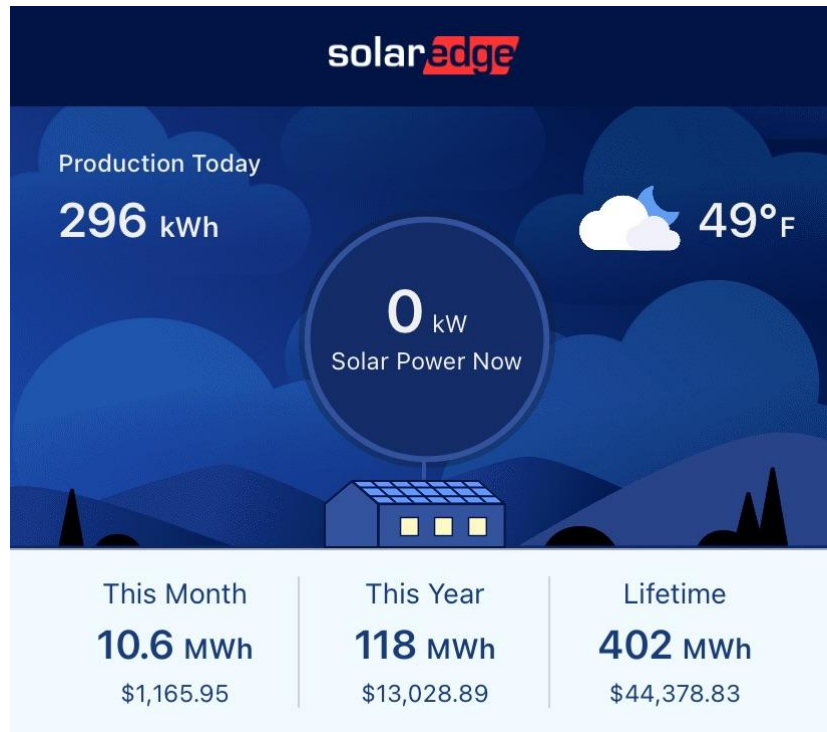 solaredge
Production Today
296 kWh
49°F
0 kW
Solar Power Now
This Month
10.6 MWh
$1,165.95
This Year
118 MWh
$13,028.89
Lifetime
402 MWh
$44,378.83